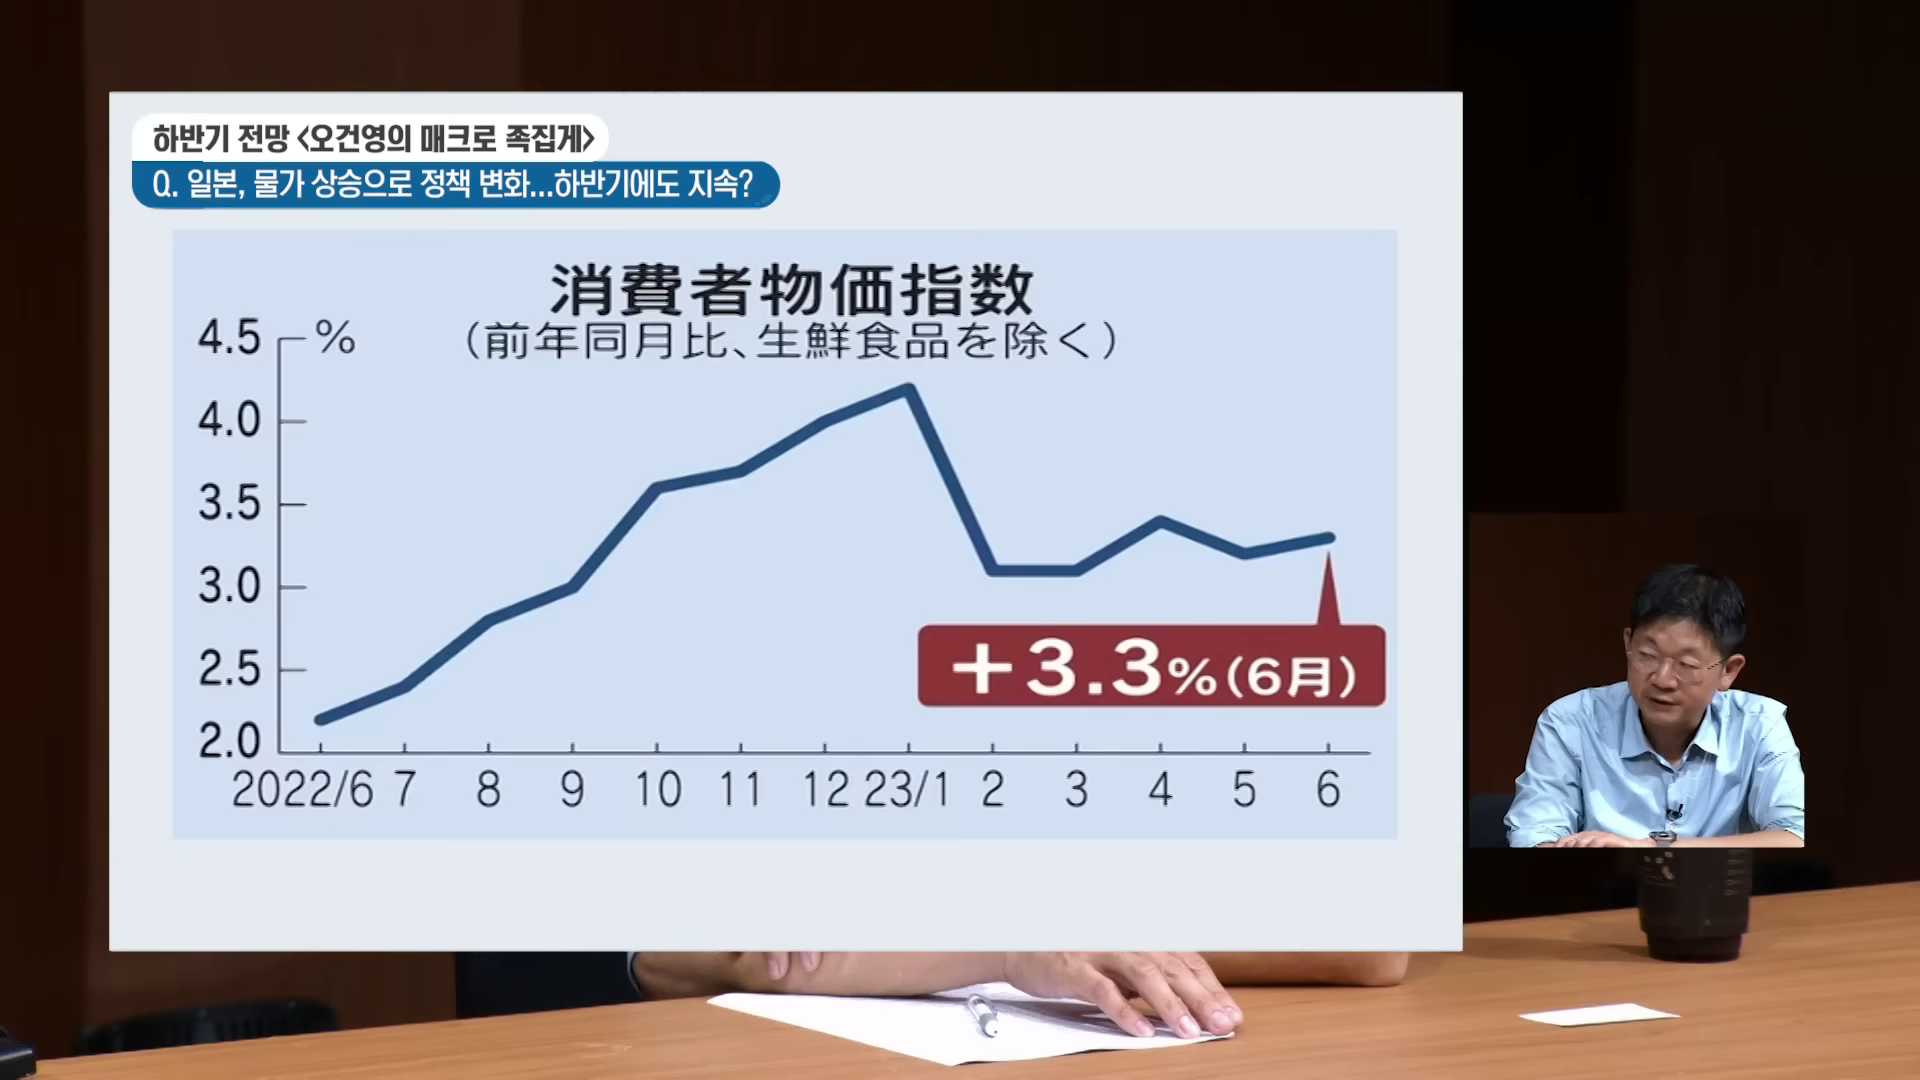 하반기 전망 <오건영의 매크로 족집게>
Q. 일본, 물가 상승으로 정책 변화...하반기에도 지속?
消費者物価指数
(前年同月比、生鮮食品を除く)
4.5 %
4.0
3.5
3.0
2.5
2.0
+3.3%(6月)
2022/6 7 8 9 10 11 12 23/1 2 3 4 5 6